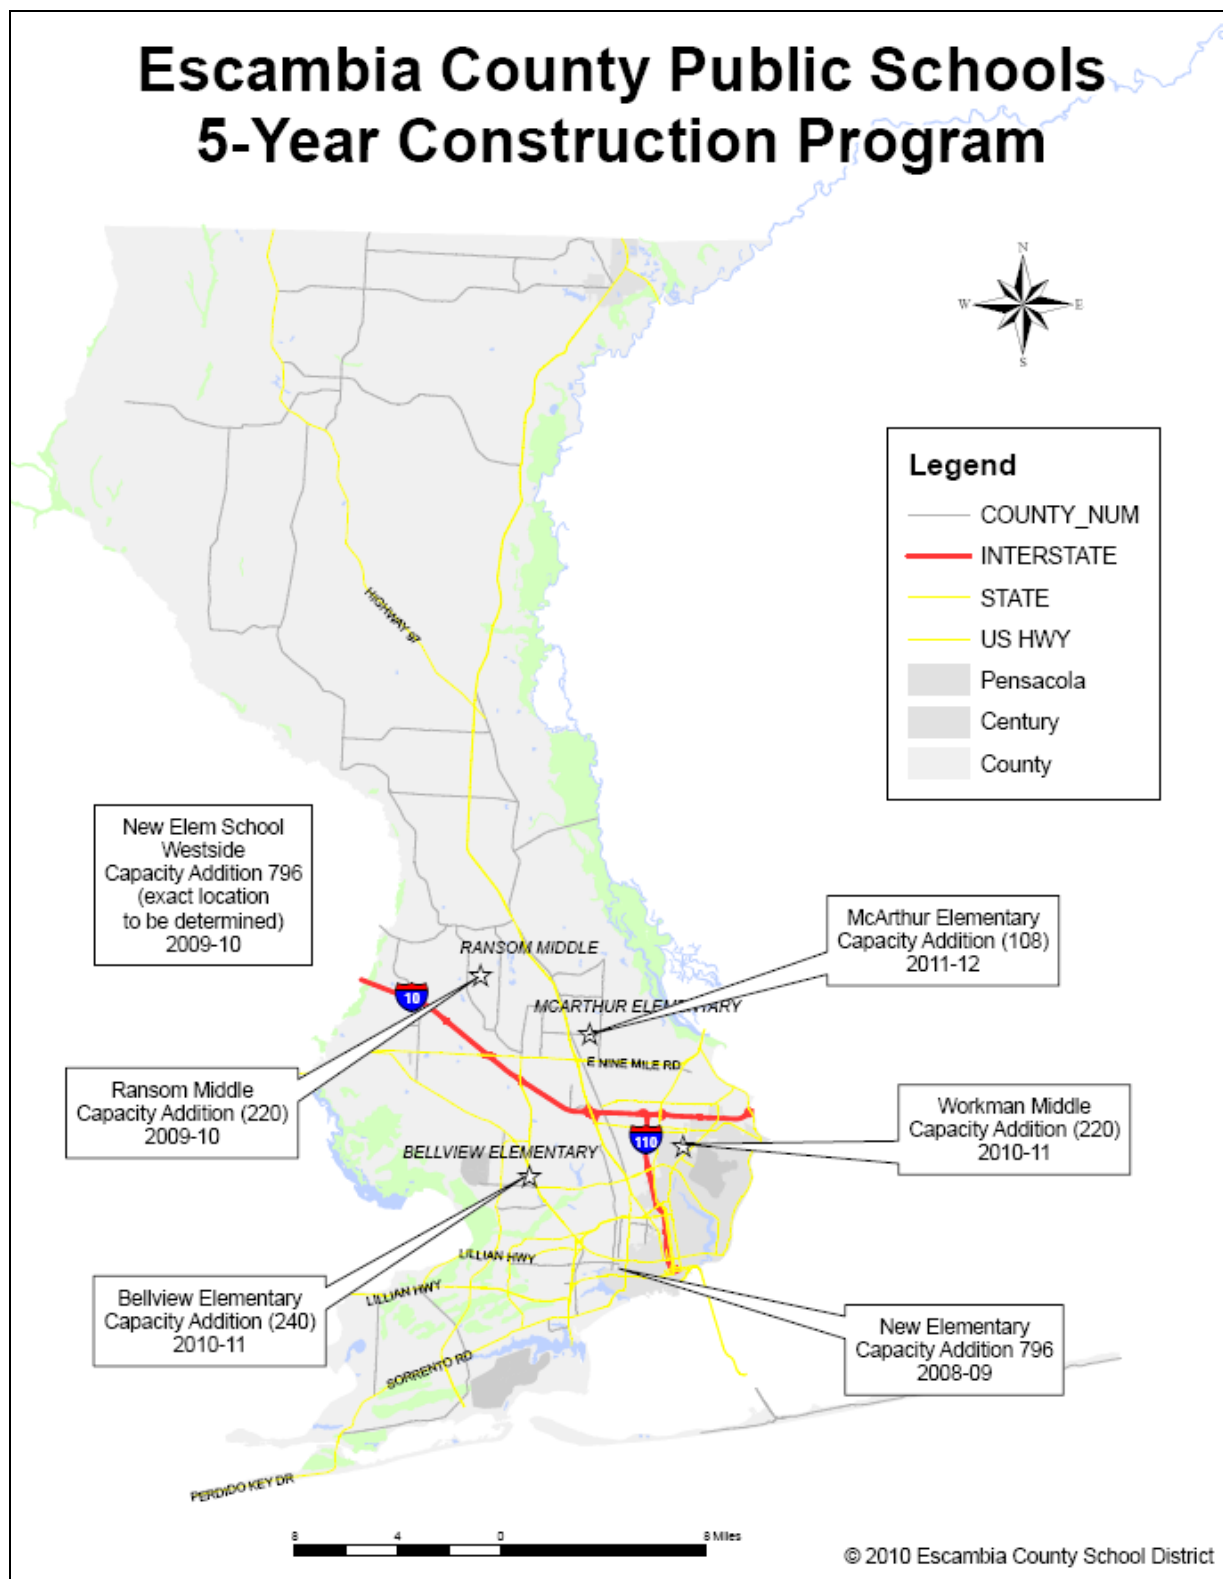 Escambia County Public Schools
5-Year Construction Program
N
W
E
S
Legend
COUNTY_NUM
INTERSTATE
STATE
US HWY
Pensacola
Century
County
HIGHWAY 97
New Elem School
Westside
Capacity Addition 796
(exact location
to be determined)
2009-10
McArthur Elementary
Capacity Addition (108)
2011-12
RANSOM MIDDLE
10
MCARTHUR ELEMENTARY
E NINE MILE RD
Ransom Middle
Capacity Addition (220)
2009-10
Workman Middle
Capacity Addition (220)
2010-11
110
BELLVIEW ELEMENTARY
LILLIAN HWY
LILLIAN HWY
Bellview Elementary
Capacity Addition (240)
2010-11
New Elementary
Capacity Addition 796
2008-09
SORRENTO RD
PERDIDO KEY DR
8 4 0 8 Miles
© 2010 Escambia County School District